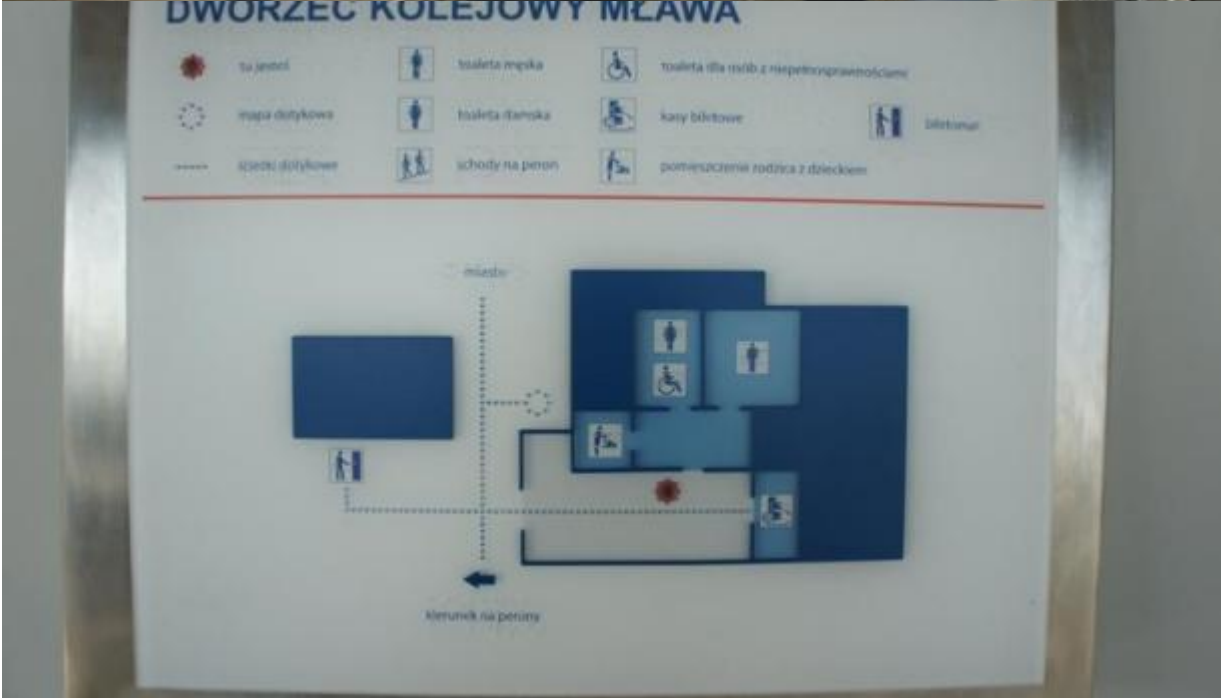 DWORZEC KOLEJOWY MŁAWA
tu jesteś
toaleta męska
toaleta dla osób z niepełnosprawnościami
mapa dotykowa
toaleta damska
kasy biletowe
biletomat
ścieżki dotykowe
schody na peron
pomieszczenie rodzica z dzieckiem
miasto
kierunek na perony